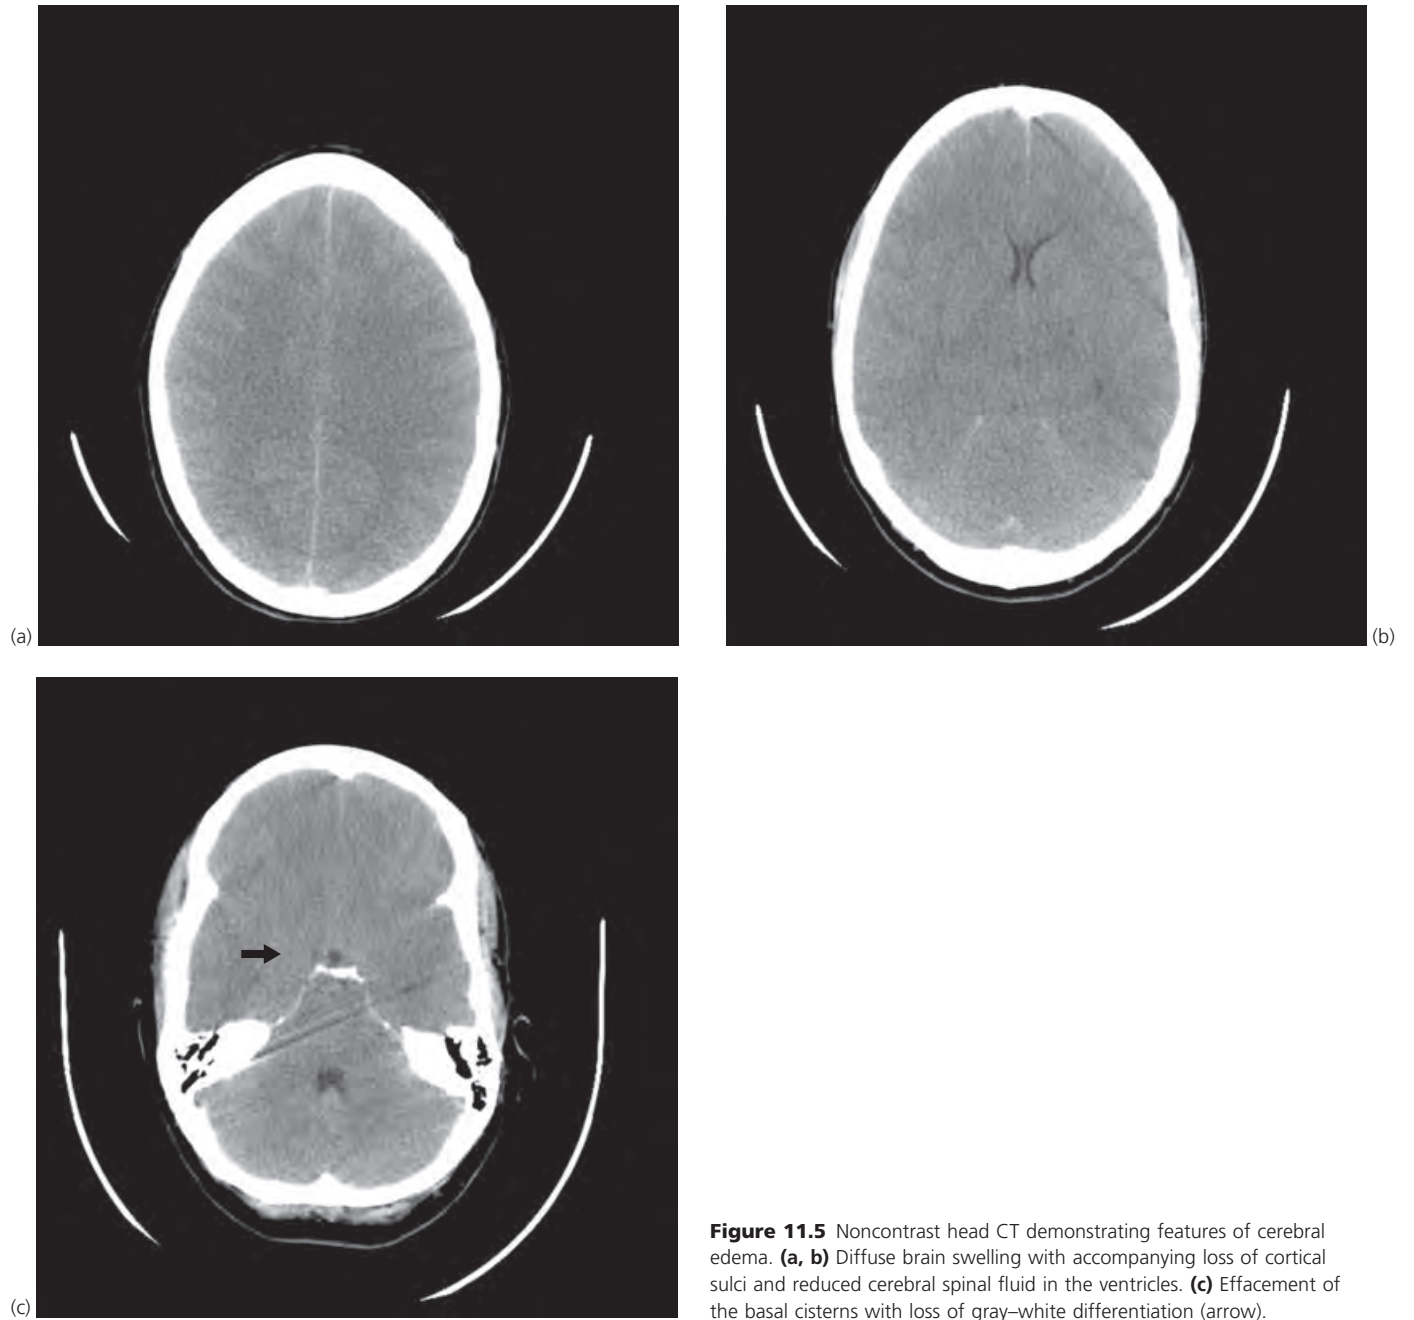 (a)
(b)
(c)
Figure 11.5 Noncontrast head CT demonstrating features of cerebral
edema. (a, b) Diffuse brain swelling with accompanying loss of cortical
sulci and reduced cerebral spinal fluid in the ventricles. (c) Effacement of
the basal cisterns with loss of gray–white differentiation (arrow).